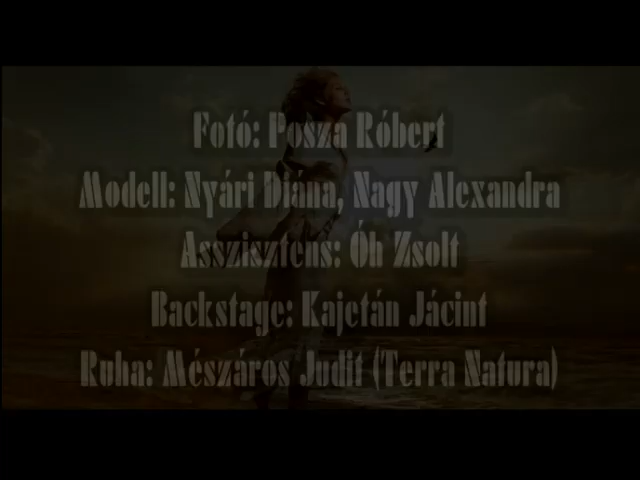 Fotó: Posza Róbert
Modell: Nyári Diána, Nagy Alexandra
Asszisztens: Óh Zsolt
Backstage: Kajetán Jácint
Ruha: Mészáros Judit (Terra Natura)